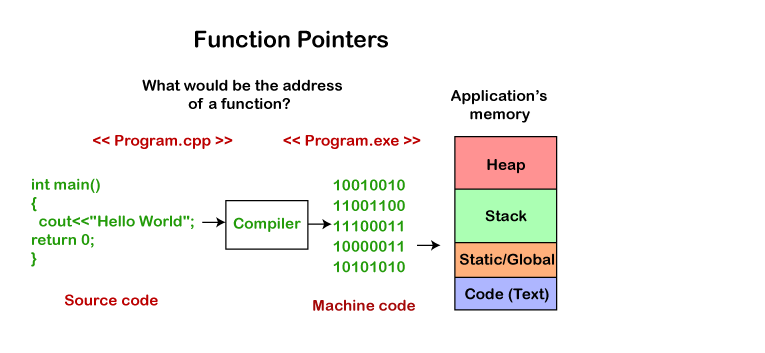 Function Pointers
What would be the address
of a function?
Application's
memory
<< Program.cpp >>
<< Program.exe >>
int main()
{
cout<<"Hello World";
return 0;
}
Source code
Compiler
10010010
11001100
11100011
10000011
10101010
Machine code
Heap
Stack
Static/Global
Code (Text)